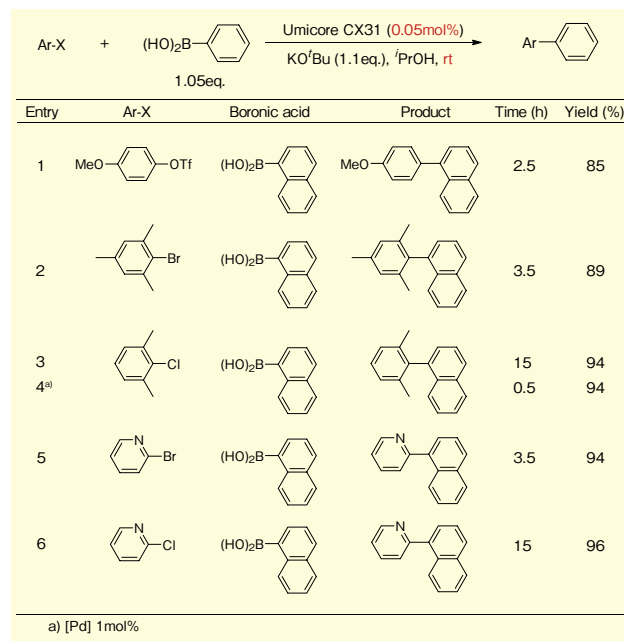 Ar-X + (HO)2B Umicore CX31 (0.05mol%) Ar
KOtBu (1.1eq.), iPrOH, rt
1.05eq.
Entry Ar-X Boronic acid Product Time (h) Yield (%)
1 MeO OTf (HO)2B MeO 2.5 85
2 Br (HO)2B 3.5 89
3 Cl (HO)2B 15 94
4a) 0.5 94
5 N Br (HO)2B N 3.5 94
6 N Cl (HO)2B N 15 96
a) [Pd] 1mol%